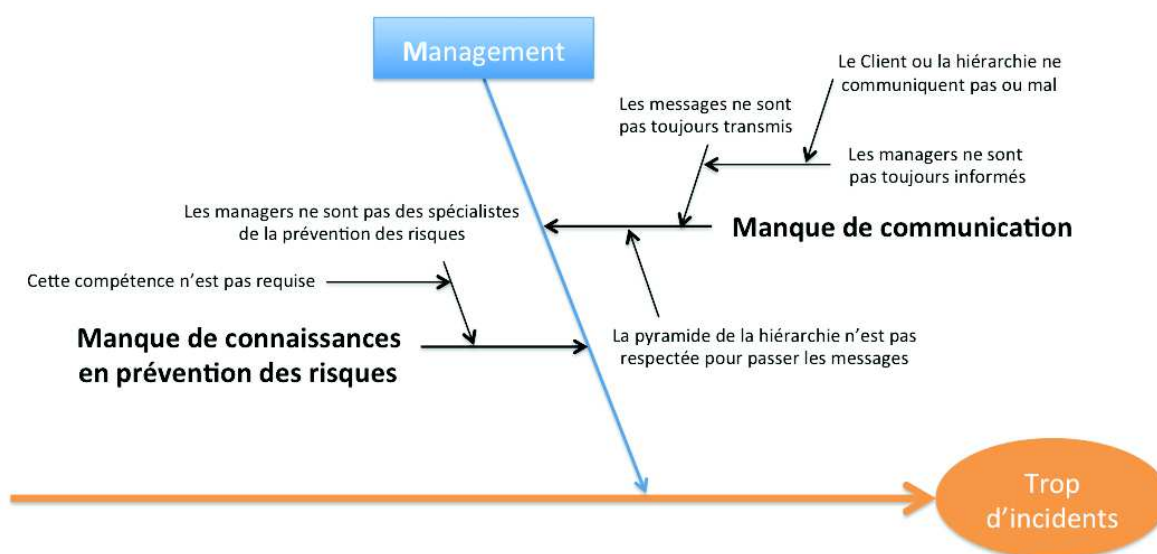 Management
Le Client ou la hiérarchie ne
communiquent pas ou mal
Les messages ne sont
pas toujours transmis
Les managers ne sont
pas toujours informés
Les managers ne sont pas des spécialistes
de la prévention des risques
Manque de communication
Cette compétence n’est pas requise
Manque de connaissances
en prévention des risques
La pyramide de la hiérarchie n’est pas
respectée pour passer les messages
Trop
d’incidents